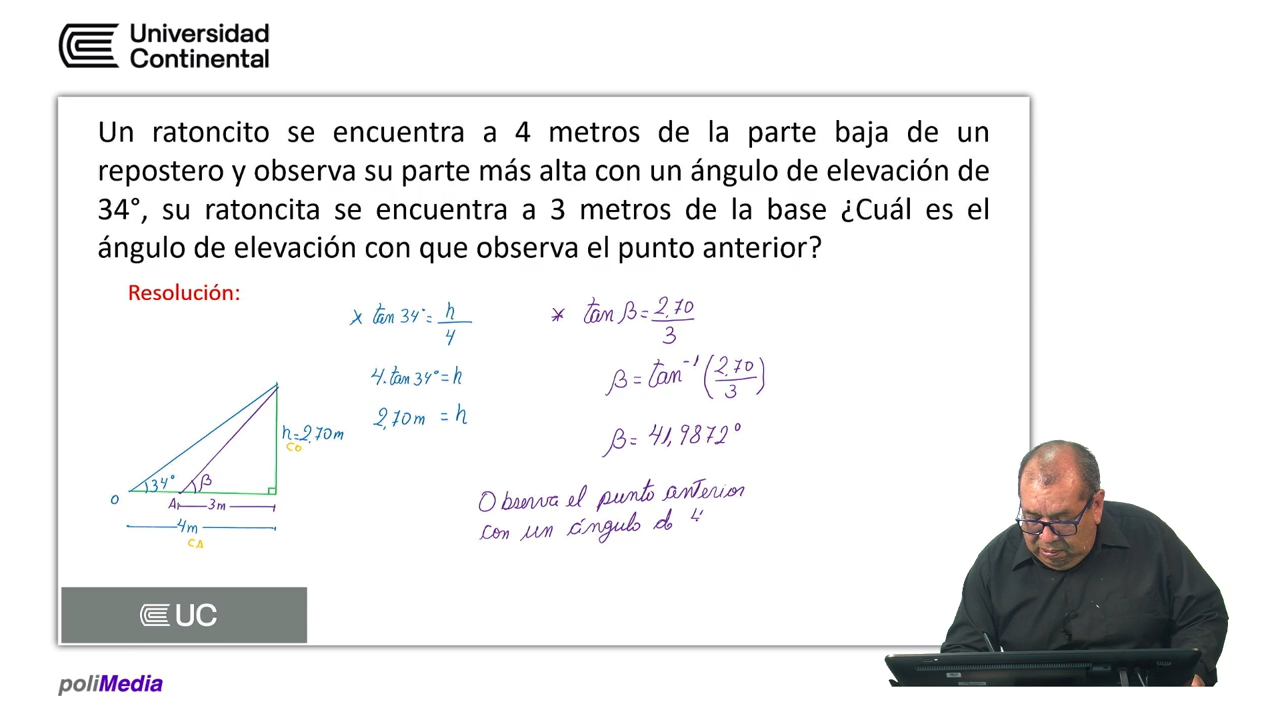 Universidad
Continental
Un ratoncito se encuentra a 4 metros de la parte baja de un
repostero y observa su parte más alta con un ángulo de elevación de
34°, su ratoncita se encuentra a 3 metros de la base ¿Cuál es el
ángulo de elevación con que observa el punto anterior?
Resolución:
* tan 34° = h/4
4. tan 34° = h
2,70m = h
* tan β = 2,70/3
β = tan⁻¹ (2,70/3)
β = 41,9872°
Observa el punto anterior
con un ángulo de 4
h=2,70m
CO
34°
β
O
A
3m
4m
CA
UC
poliMedia